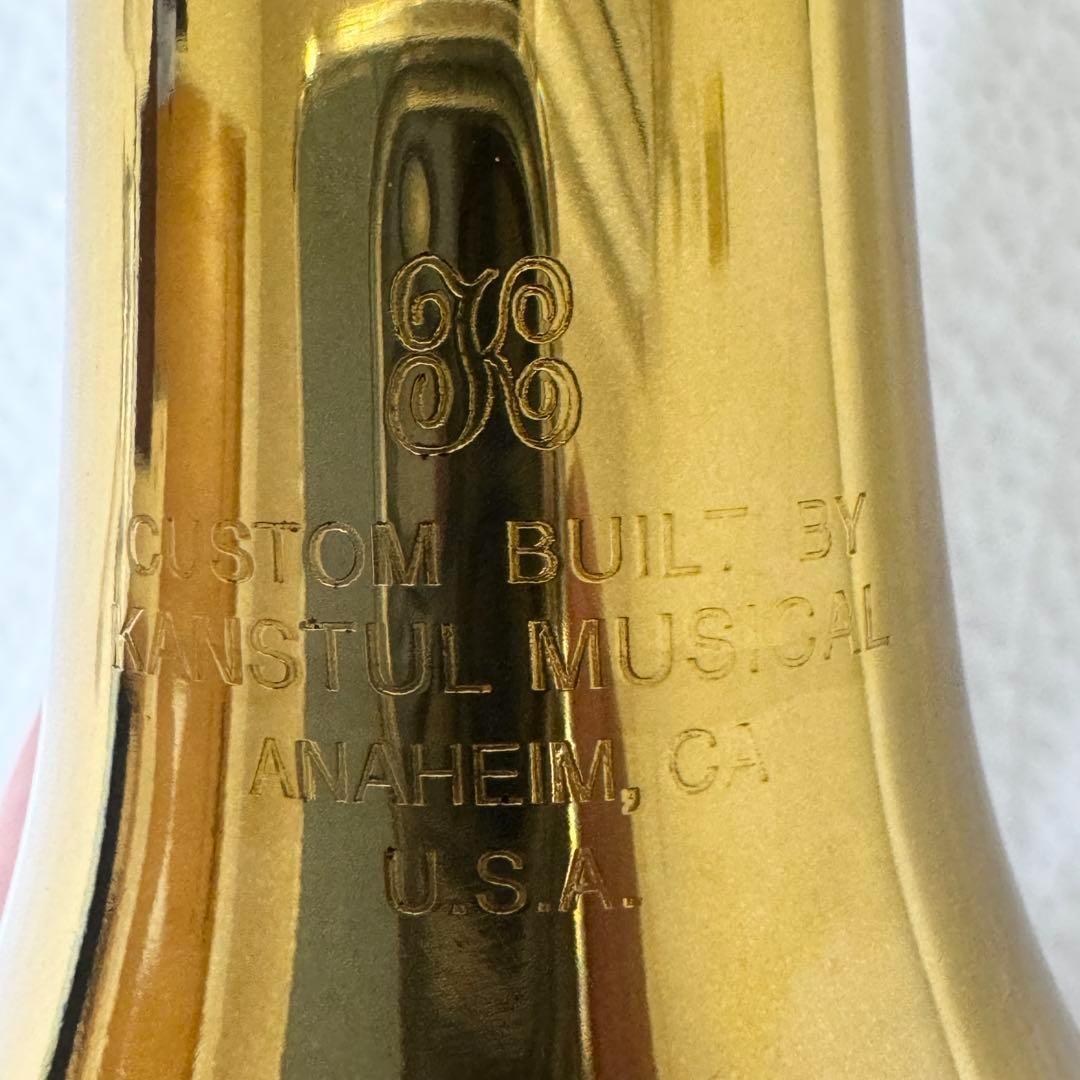 K
CUSTOM BUILT BY
KANSTUL MUSICAL
ANAHEIM, CA
U.S.A.